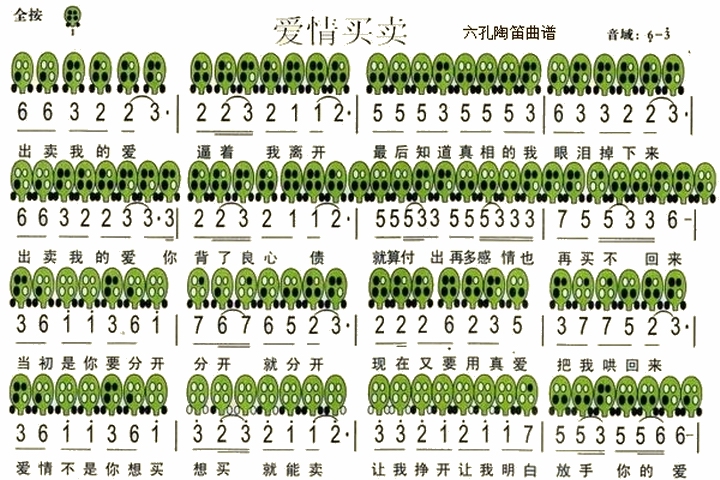 全按
1
爱情买卖
六孔陶笛曲谱
音域：6-3
6 6 3 2 2 3· | 2 2 3 2 1 1 2· | 5 5 5 3 5 5 5 3 | 6 3 3 2 2 3· |
出卖我的爱 逼着 我离开 最后知道真相的我 眼泪掉下来
6 6 3 2 2 3 3·3 | 2 2 3 2 1 1 2· | 5 5 5 3 3 5 5 5 3 3 3 | 7 5 5 3 3 6-
出卖我的爱 你 背了良心 债 就算付 出再多感 情也 再买不 回来
3 6 1 1 3 6 1 | 7 6 7 6 5 2 3· | 2 2 2 6 2 3 5 | 3 7 7 5 2 3· |
当初是你要分开 分开 就分开 现在又要用真爱 把我哄回来
3 6 1 1 3 6 1 | 3 2 3 2 1 1 2· | 3 3 2 1 2 1 1 7 | 5 5 3 5 5 6 6-
爱情不是你想买 想买 就能卖 让我挣开让我明白 放手 你的 爱